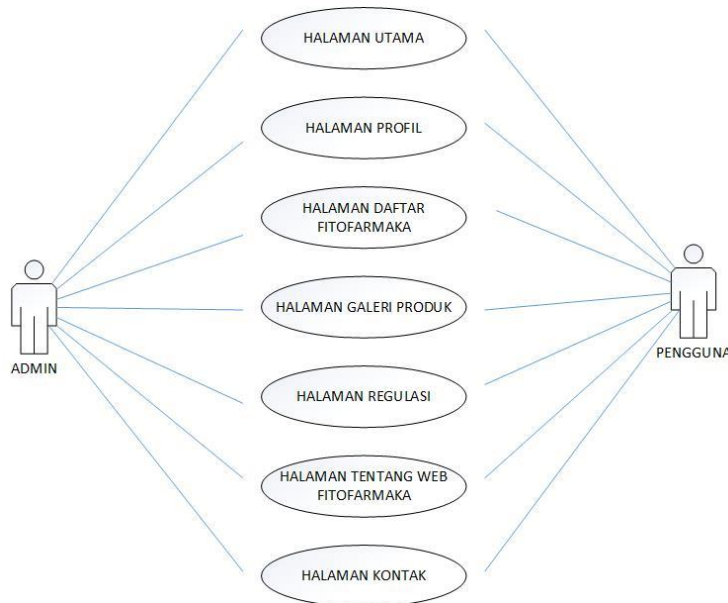 HALAMAN UTAMA
HALAMAN PROFIL
HALAMAN DAFTAR
FITOFARMAKA
HALAMAN GALERI PRODUK
ADMIN
PENGGUNA
HALAMAN REGULASI
HALAMAN TENTANG WEB
FITOFARMAKA
HALAMAN KONTAK